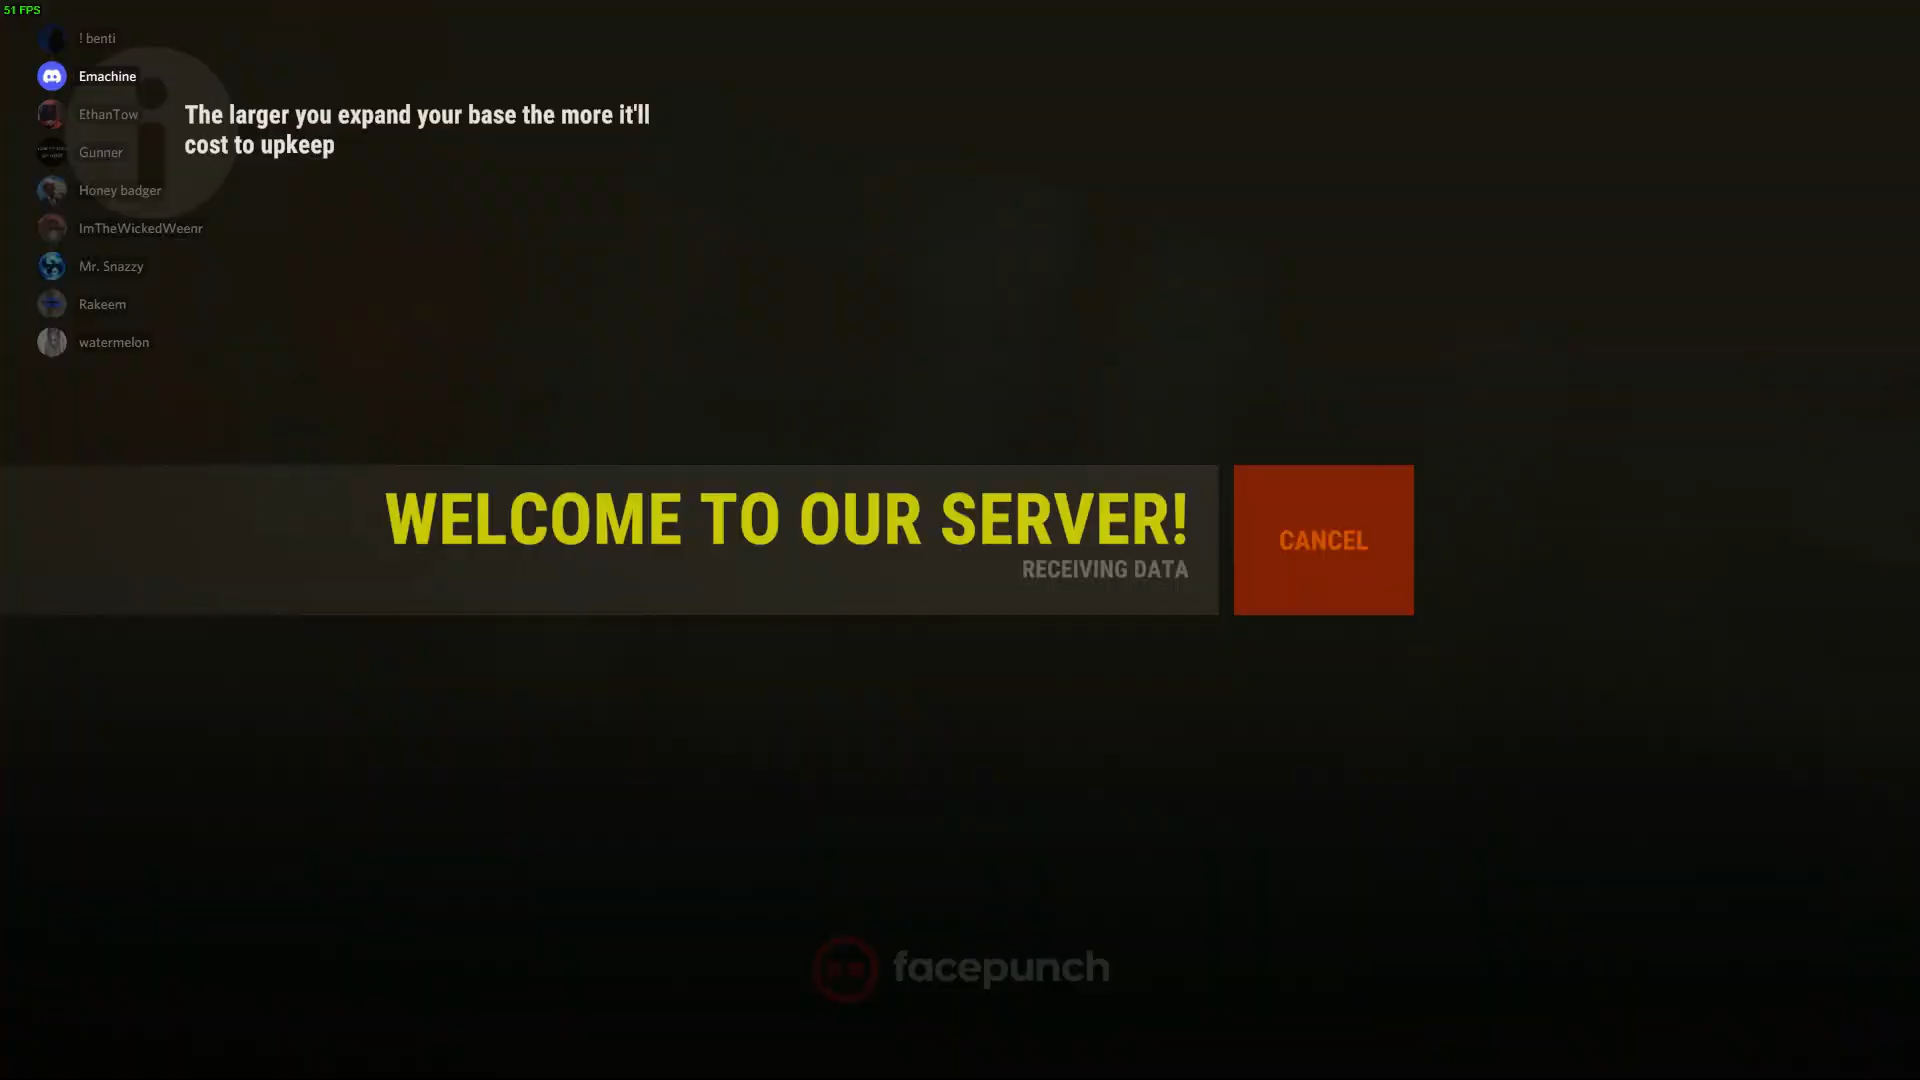 51 FPS
! benti
Emachine
EthanTow
Gunner
Honey badger
ImTheWickedWeenr
Mr. Snazzy
Rakeem
watermelon
The larger you expand your base the more it'll
cost to upkeep
WELCOME TO OUR SERVER!
RECEIVING DATA
CANCEL
facepunch